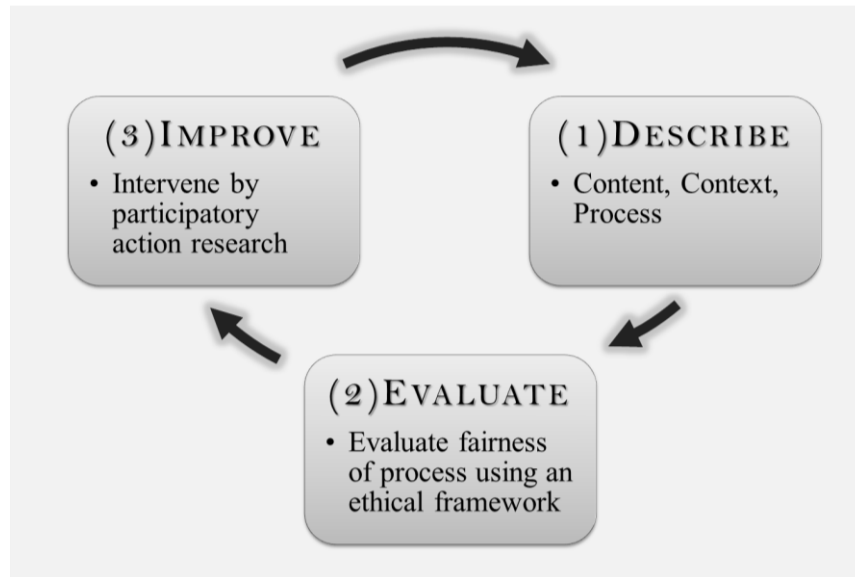 (1)DESCRIBE
• Content, Context,
Process
(2)EVALUATE
• Evaluate fairness
of process using an
ethical framework
(3)IMPROVE
• Intervene by
participatory
action research